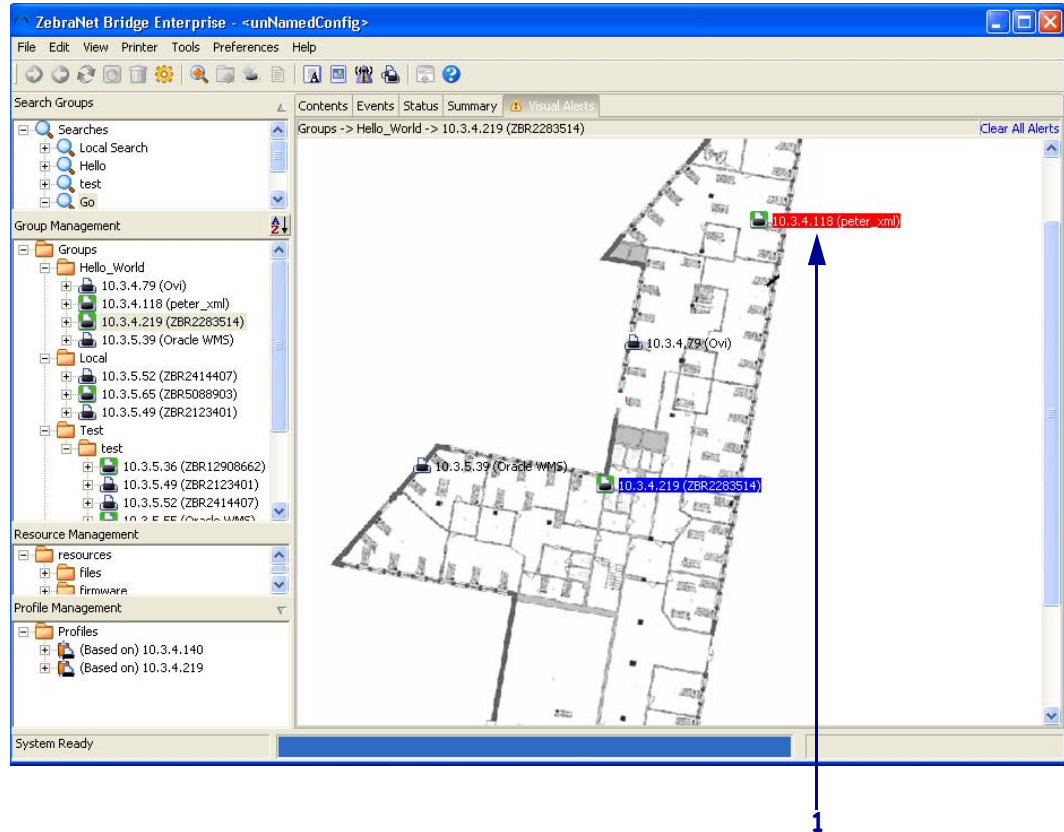 ZebraNet Bridge Enterprise - <unNamedConfig>
File Edit View Printer Tools Preferences Help
Search Groups
Searches
Local Search
Hello
test
Go
Group Management
Groups
Hello_World
10.3.4.79 (Ovi)
10.3.4.118 (peter_xml)
10.3.4.219 (ZBR2283514)
10.3.5.39 (Oracle WMS)
Local
10.3.5.52 (ZBR2414407)
10.3.5.65 (ZBR5088903)
10.3.5.49 (ZBR2123401)
Test
test
10.3.5.36 (ZBR12908662)
10.3.5.49 (ZBR2123401)
10.3.5.52 (ZBR2414407)
10.3.5.55 (Oracle WMS)
Resource Management
resources
files
firmware
Profile Management
Profiles
(Based on) 10.3.4.140
(Based on) 10.3.4.219
Contents Events Status Summary Visual Alerts
Groups -> Hello_World -> 10.3.4.219 (ZBR2283514) Clear All Alerts
10.3.4.118 (peter_xml)
10.3.4.79 (Ovi)
10.3.5.39 (Oracle WMS)
10.3.4.219 (ZBR2283514)
System Ready
1